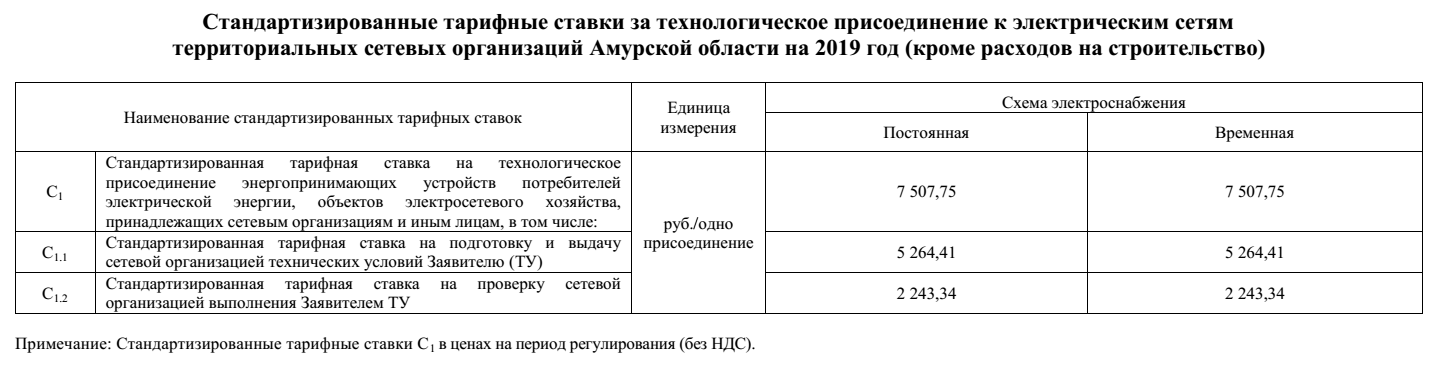 Стандартизированные тарифные ставки за технологическое присоединение к электрическим сетям
территориальных сетевых организаций Амурской области на 2019 год (кроме расходов на строительство)
Наименование стандартизированных тарифных ставок
Единица
измерения
Схема электроснабжения
Постоянная
Временная
С1
Стандартизированная тарифная ставка на технологическое
присоединение энергопринимающих устройств потребителей
электрической энергии, объектов электросетевого хозяйства,
принадлежащих сетевым организациям и иным лицам, в том числе:
руб./одно
присоединение
7 507,75
7 507,75
С1.1
Стандартизированная тарифная ставка на подготовку и выдачу
сетевой организацией технических условий Заявителю (ТУ)
5 264,41
5 264,41
С1.2
Стандартизированная тарифная ставка на проверку сетевой
организацией выполнения Заявителем ТУ
2 243,34
2 243,34
Примечание: Стандартизированные тарифные ставки С1 в ценах на период регулирования (без НДС).